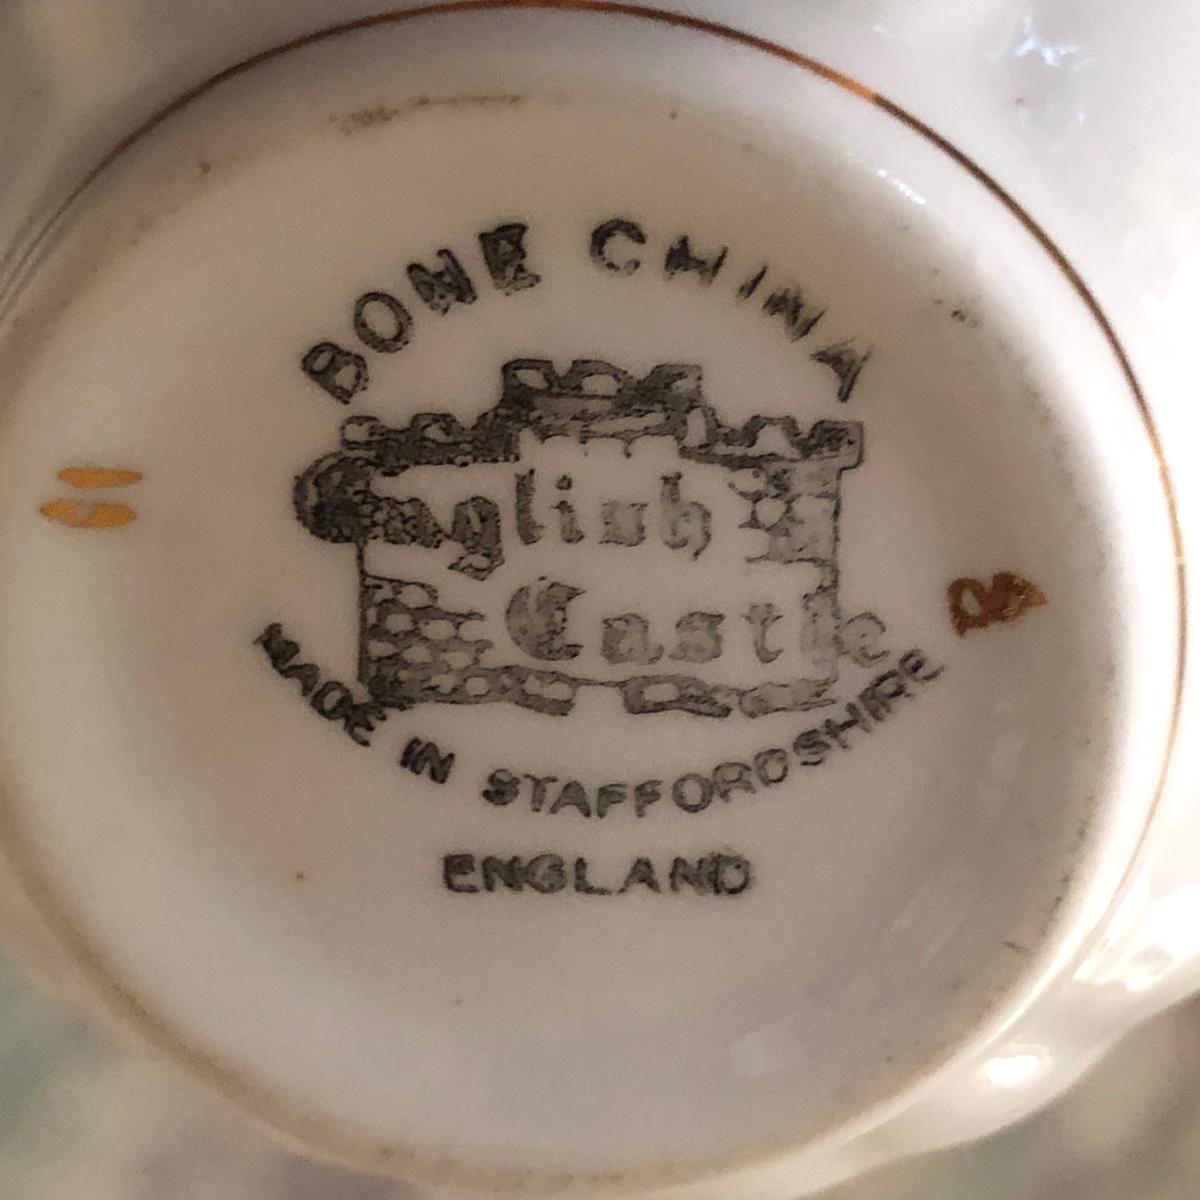 BONE CHINA
English
Castle
MADE IN STAFFORDSHIRE
ENGLAND